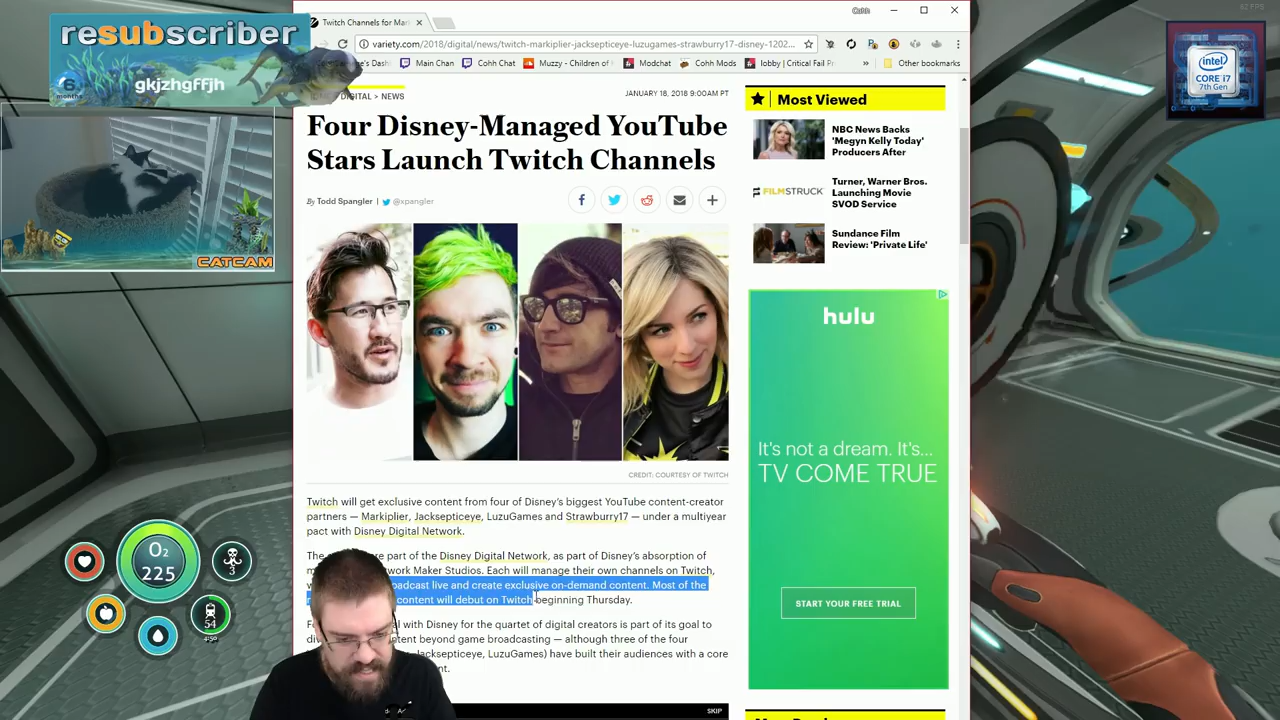 resubscriber
6
months
gkjzhgffjh
CATCAM
Twitch Channels for Mark
Cohh
variety.com/2018/digital/news/twitch-markiplier-jacksepticeye-luzugames-strawburry17-disney-1202...
Main Chan
Cohh Chat
Muzzy - Children of
Modchat
Cohh Mods
lobby | Critical Fail
Other bookmarks
62 FPS
intel
CORE i7
7th Gen
DIGITAL > NEWS
JANUARY 18, 2018 9:00AM PT
Four Disney-Managed YouTube
Stars Launch Twitch Channels
By Todd Spangler | @xpangler
CREDIT: COURTESY OF TWITCH
Twitch will get exclusive content from four of Disney's biggest YouTube content-creator
partners — Markiplier, Jacksepticeye, LuzuGames and Strawburry17 — under a multiyear
pact with Disney Digital Network.
The are part of the Disney Digital Network, as part of Disney's absorption of
Maker Studios. Each will manage their own channels on Twitch,
live and create exclusive on-demand content. Most of the
content will debut on Twitch beginning Thursday.
with Disney for the quartet of digital creators is part of its goal to
beyond game broadcasting — although three of the four
LuzuGames) have built their audiences with a core
SKIP
Most Viewed
NBC News Backs
'Megyn Kelly Today'
Producers After
FILMSTRUCK
Turner, Warner Bros.
Launching Movie
SVOD Service
Sundance Film
Review: 'Private Life'
hulu
It's not a dream. It's...
TV COME TRUE
START YOUR FREE TRIAL
O₂
225
3
54